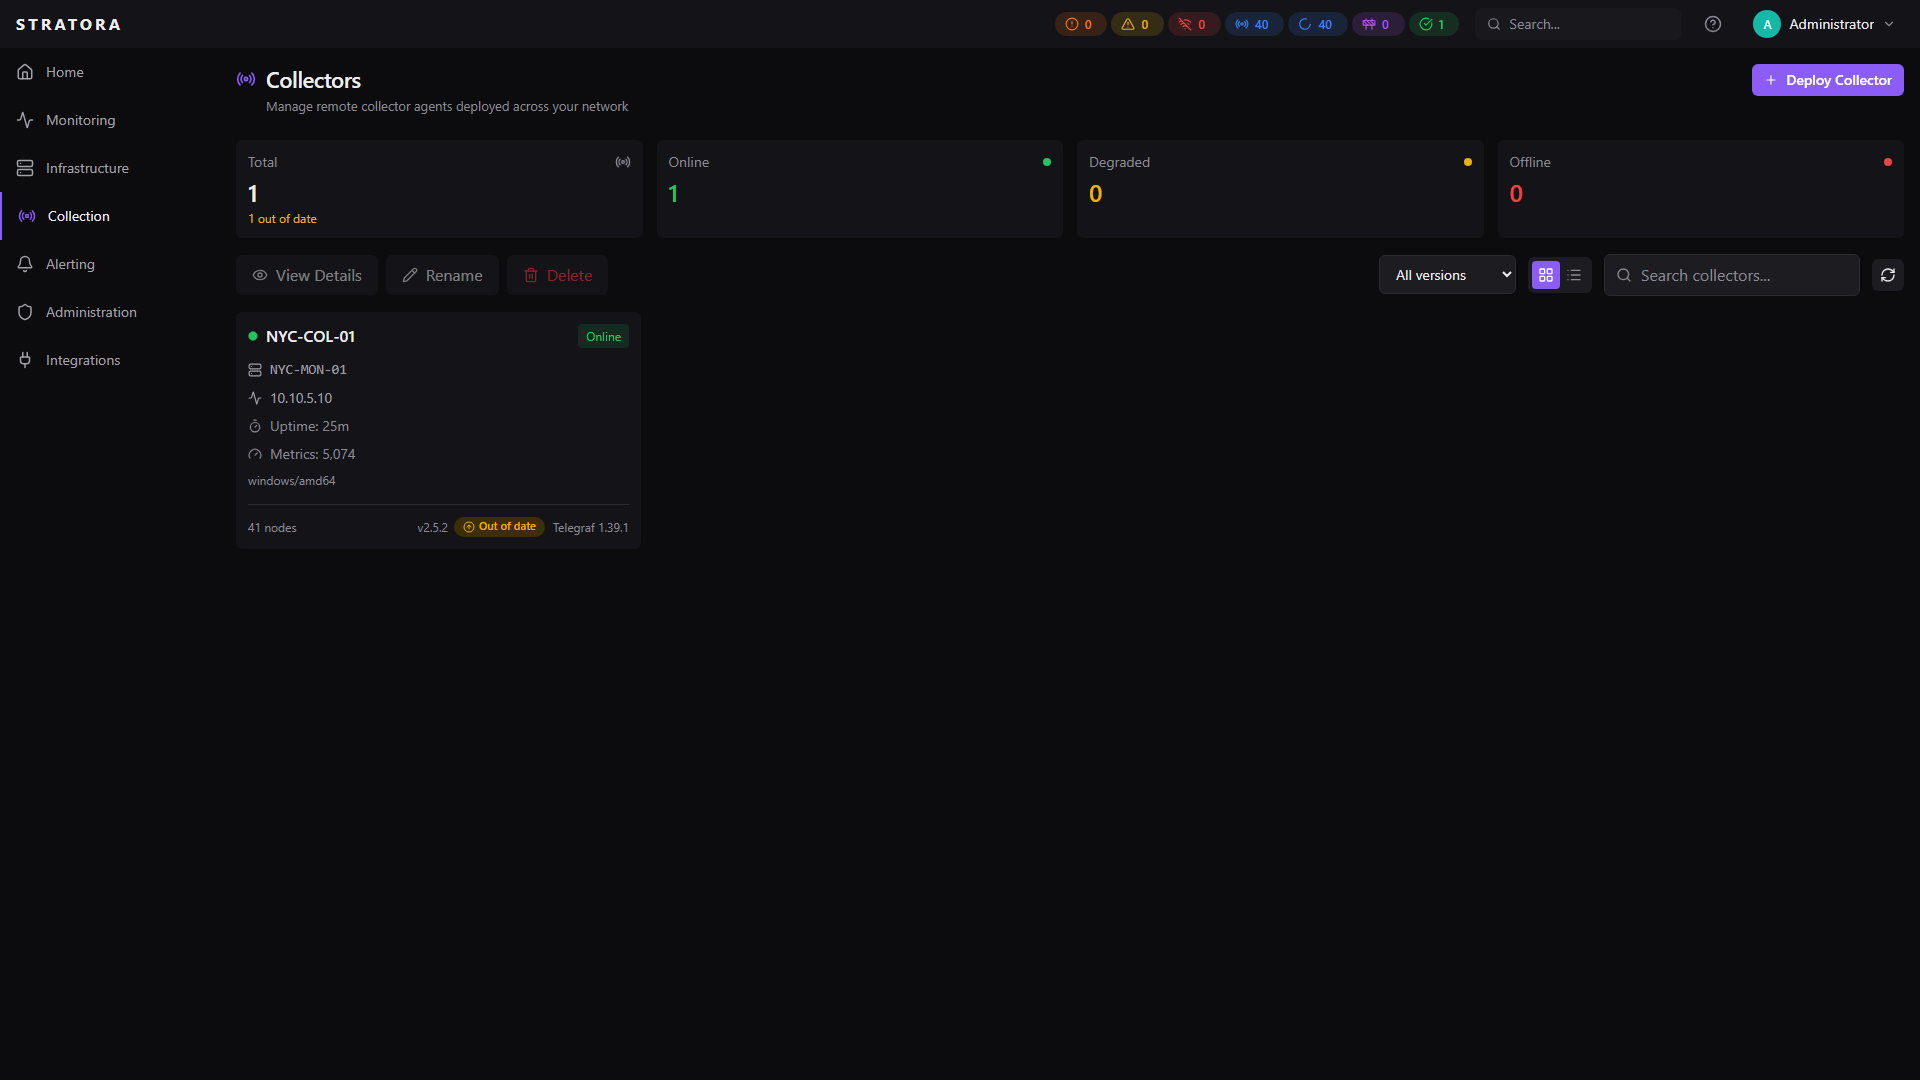 STRATORA
0
0
0
40
40
0
1
Search...
A
Administrator
Home
Monitoring
Infrastructure
Collection
Alerting
Administration
Integrations
Collectors
Manage remote collector agents deployed across your network
Deploy Collector
Total
1
1 out of date
Online
1
Degraded
0
Offline
0
View Details
Rename
Delete
All versions
Search collectors...
NYC-COL-01
Online
NYC-MON-01
10.10.5.10
Uptime: 25m
Metrics: 5,074
windows/amd64
41 nodes
v2.5.2
Out of date
Telegraf 1.39.1